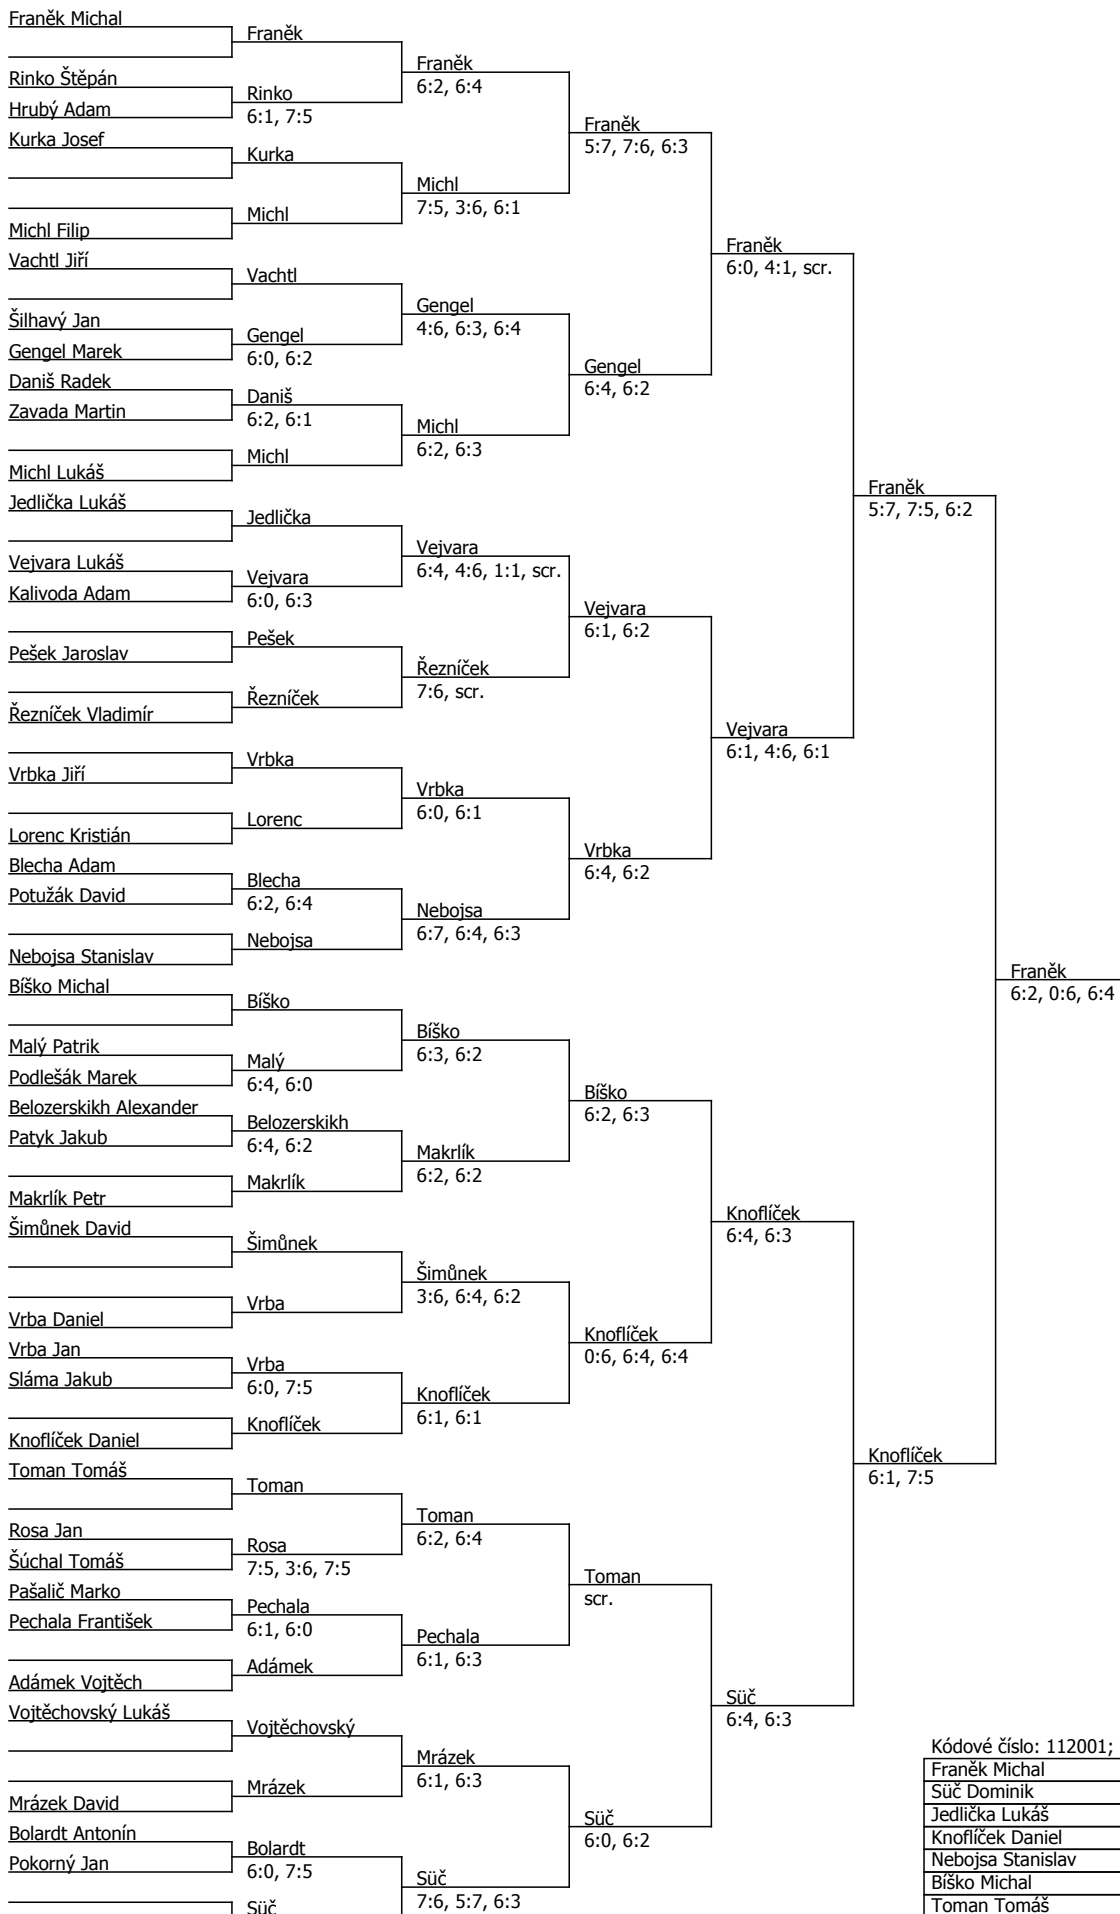 Franěk Michal
Rinko Štěpán
Hrubý Adam
Kurka Josef
Michl Filip
Vachtl Jiří
Šilhavý Jan
Gengel Marek
Daniš Radek
Zavada Martin
Michl Lukáš
Jedlička Lukáš
Vejvara Lukáš
Kalivoda Adam
Pešek Jaroslav
Řezníček Vladimír
Vrbka Jiří
Lorenc Kristián
Blecha Adam
Potužák David
Nebojsa Stanislav
Bíško Michal
Malý Patrik
Podlešák Marek
Belozerskikh Alexander
Patyk Jakub
Makrlík Petr
Šimůnek David
Vrba Daniel
Vrba Jan
Sláma Jakub
Knoflíček Daniel
Toman Tomáš
Rosa Jan
Šúchal Tomáš
Pašalič Marko
Pechala František
Adámek Vojtěch
Vojtěchovský Lukáš
Mrázek David
Bolardt Antonín
Pokorný Jan
Franěk
Rinko
6:1, 7:5
Kurka
Michl
Vachtl
Gengel
6:0, 6:2
Daniš
6:2, 6:1
Michl
Jedlička
Vejvara
6:0, 6:3
Pešek
Řezníček
Vrbka
Lorenc
Blecha
6:2, 6:4
Nebojsa
Bíško
Malý
6:4, 6:0
Belozerskikh
6:4, 6:2
Makrlík
Šimůnek
Vrba
Vrba
6:0, 7:5
Knoflíček
Toman
Rosa
7:5, 3:6, 7:5
Pechala
6:1, 6:0
Adámek
Vojtěchovský
Mrázek
Bolardt
6:0, 7:5
Süč
Franěk
6:2, 6:4
Michl
7:5, 3:6, 6:1
Gengel
4:6, 6:3, 6:4
Michl
6:2, 6:3
Vejvara
6:4, 4:6, 1:1, scr.
Řezníček
7:6, scr.
Vrbka
6:0, 6:1
Nebojsa
6:7, 6:4, 6:3
Bíško
6:3, 6:2
Makrlík
6:2, 6:2
Šimůnek
3:6, 6:4, 6:2
Knoflíček
6:1, 6:1
Toman
6:2, 6:4
Pechala
6:1, 6:3
Mrázek
6:1, 6:3
Süč
7:6, 5:7, 6:3
Franěk
5:7, 7:6, 6:3
Gengel
6:4, 6:2
Vejvara
6:1, 6:2
Vrbka
6:4, 6:2
Bíško
6:2, 6:3
Knoflíček
0:6, 6:4, 6:4
Toman
scr.
Süč
6:0, 6:2
Franěk
6:0, 4:1, scr.
Vejvara
6:1, 4:6, 6:1
Knoflíček
6:4, 6:3
Süč
6:4, 6:3
Franěk
5:7, 7:5, 6:2
Knoflíček
6:1, 7:5
Franěk
6:2, 0:6, 6:4
Kódové číslo: 112001;
Franěk Michal
Süč Dominik
Jedlička Lukáš
Knoflíček Daniel
Nebojsa Stanislav
Bíško Michal
Toman Tomáš